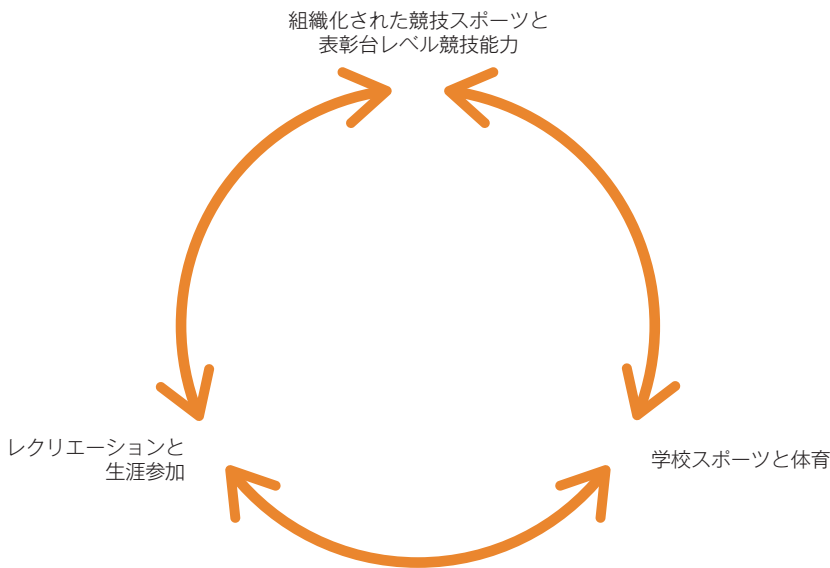 組織化された競技スポーツと
表彰台レベル競技能力
レクリエーションと
生涯参加
学校スポーツと体育